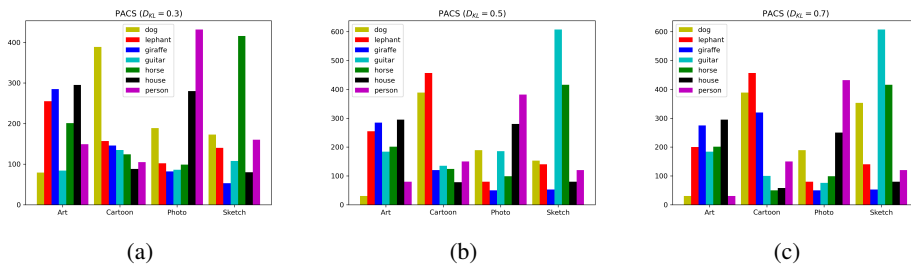 PACS (D_KL = 0.3)
400
300
200
100
0
dog
lephant
giraffe
guitar
horse
house
person
Art
Cartoon
Photo
Sketch
(a)
PACS (D_KL = 0.5)
600
500
400
300
200
100
0
dog
lephant
giraffe
guitar
horse
house
person
Art
Cartoon
Photo
Sketch
(b)
PACS (D_KL = 0.7)
600
500
400
300
200
100
0
dog
lephant
giraffe
guitar
horse
house
person
Art
Cartoon
Photo
Sketch
(c)